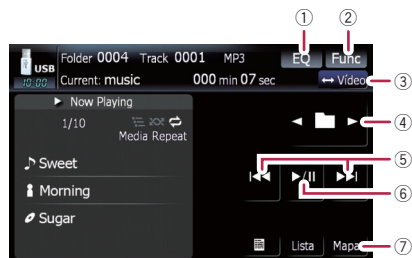 ① ②
USB Folder 0004 Track 0001 MP3 EQ Func
10:00 Current: music 000 min 07 sec ↔ Vídeo ③
► Now Playing
1/10
Media Repeat
④
Sweet
⑤
Morning
⑥
Sugar
Lista Mapa ⑦